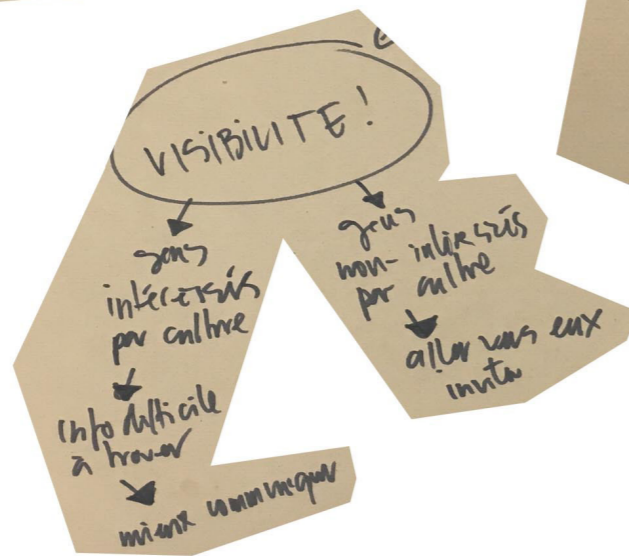 VISIBILITE !
gens
intéressés
par culture
info difficile
à trouver
mieux communiquer
gens
non-intéressés
par culture
aller vers eux
inviter